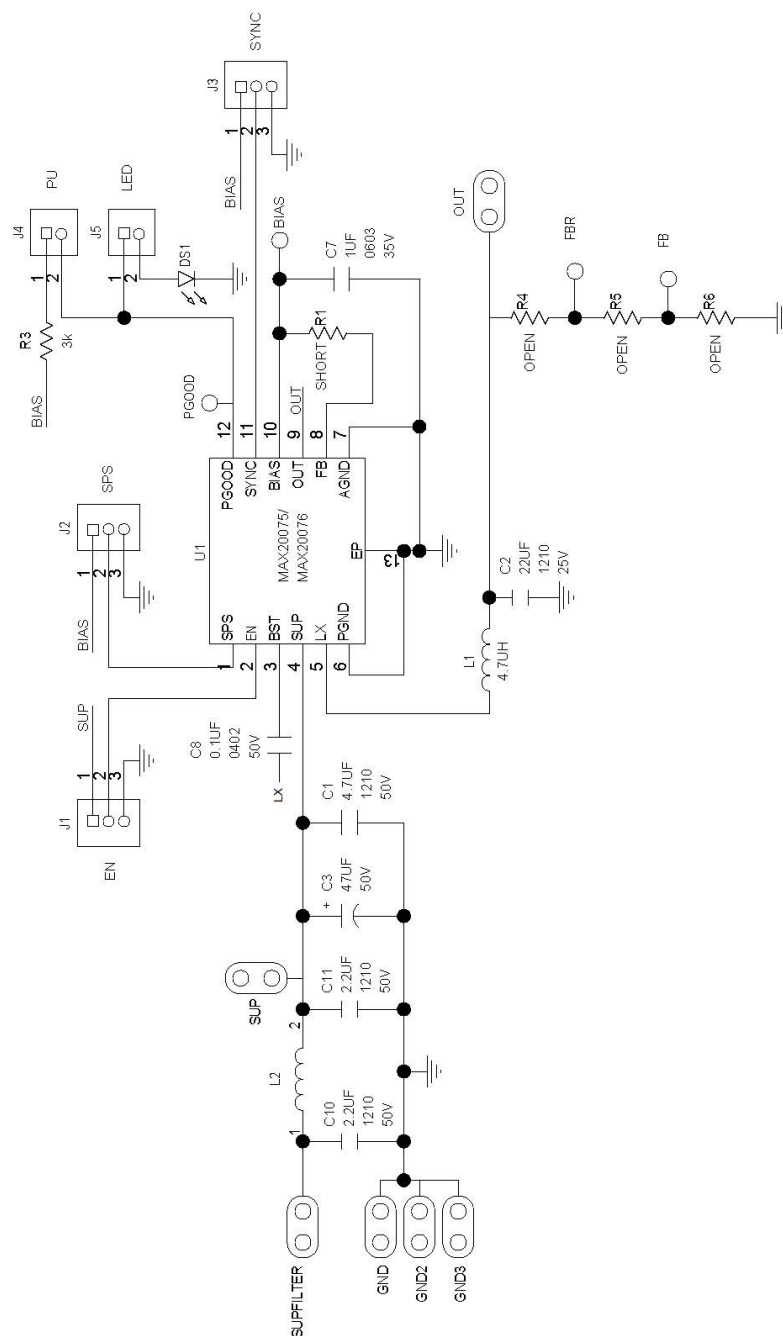 SUPFILTER
1
L2
2
SUP
C10
2.2UF
1210
50V
C11
2.2UF
1210
50V
+
C3
47UF
50V
C1
4.7UF
1210
50V
GND
GND2
GND3
EN
J1
1
2
3
SUP
LX
C8
0.1UF
0402
50V
BIAS
1
2
3
J2
SPS
1
2
3
4
5
6
SPS
EN
BST
SUP
LX
PGND
U1
MAX20075/
MAX20076
EP
13
PGOOD
SYNC
BIAS
OUT
FB
AGND
12
11
10
9
8
7
PGOOD
OUT
BIAS
R3
3k
1
2
J4
PU
1
2
J5
LED
DS1
SHORT
R1
BIAS
C7
1UF
0603
35V
BIAS
1
2
3
J3
SYNC
L1
4.7UH
C2
22UF
1210
25V
OUT
R4
OPEN
FBR
R5
OPEN
FB
R6
OPEN